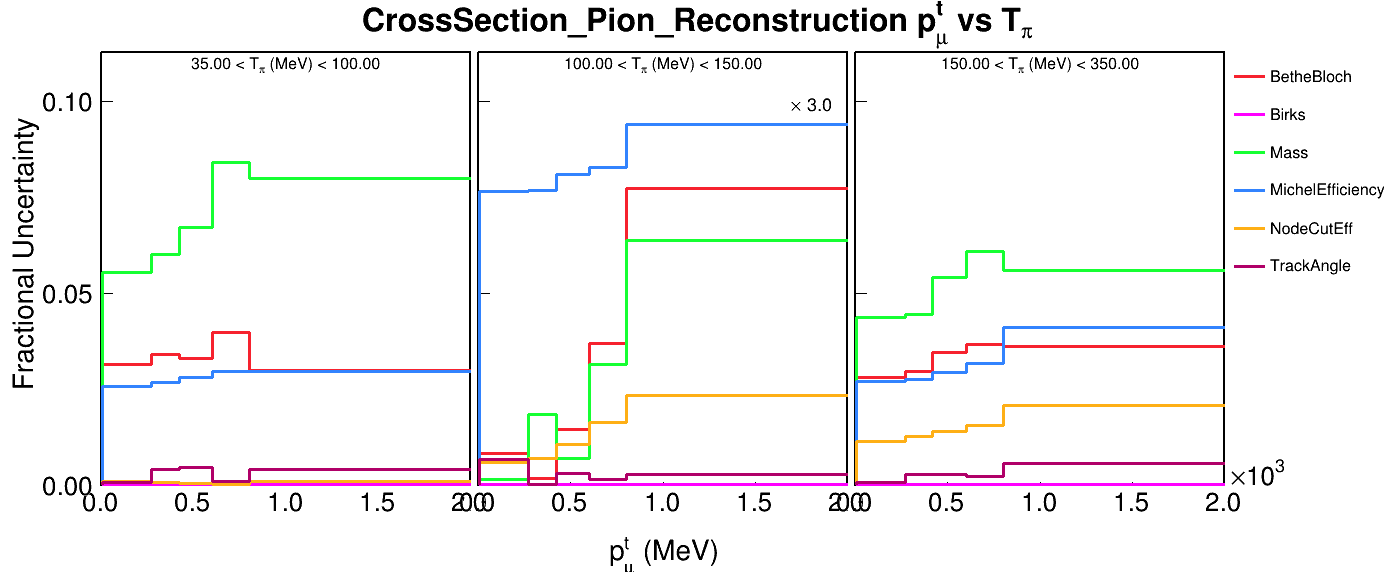 CrossSection_Pion_Reconstruction p^t_μ vs T_π
35.00 < T_π (MeV) < 100.00
100.00 < T_π (MeV) < 150.00
150.00 < T_π (MeV) < 350.00
× 3.0
BetheBloch
Birks
Mass
MichelEfficiency
NodeCutEff
TrackAngle
Fractional Uncertainty
0.10
0.05
0.00
0.0 0.5 1.0 1.5 2.0
0.0 0.5 1.0 1.5 2.0
0.0 0.5 1.0 1.5 2.0
×10³
p^t_μ (MeV)